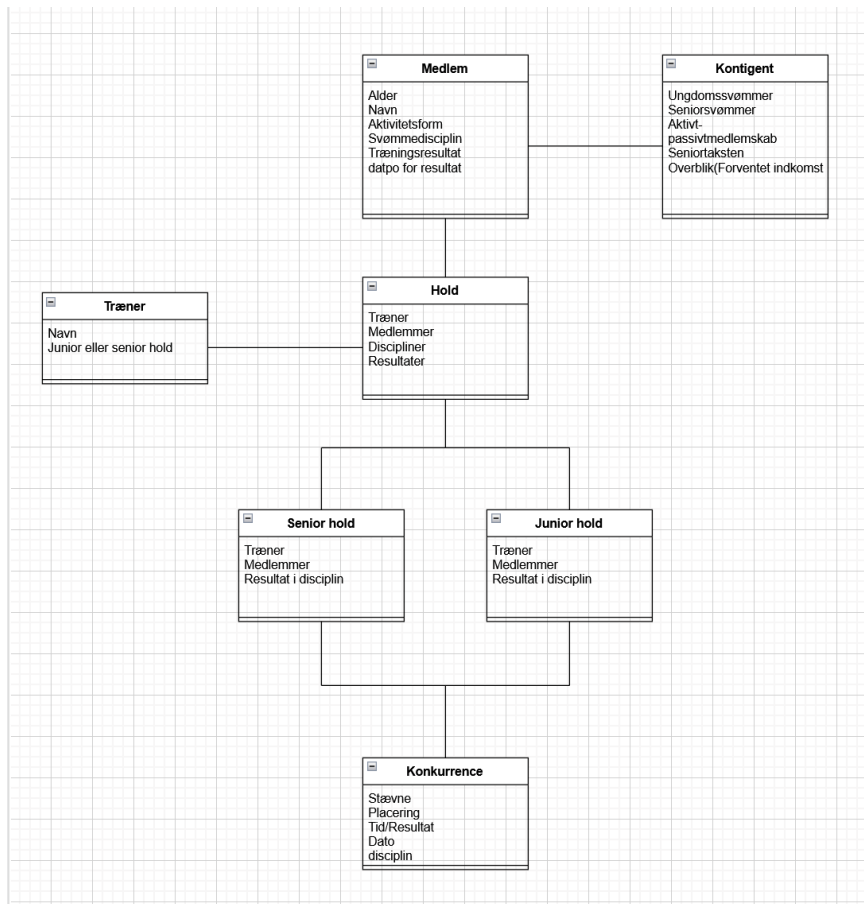 Medlem
Alder
Navn
Aktivitetsform
Svømmedisciplin
Træningsresultat
datpo for resultat
Kontigent
Ungdomssvømmer
Seniorsvømmer
Aktivt-
passivtmedlemskab
Seniortaksten
Overblik(Forventet indkomst
Træner
Navn
Junior eller senior hold
Hold
Træner
Medlemmer
Discipliner
Resultater
Senior hold
Træner
Medlemmer
Resultat i disciplin
Junior hold
Træner
Medlemmer
Resultat i disciplin
Konkurrence
Stævne
Placering
Tid/Resultat
Dato
disciplin